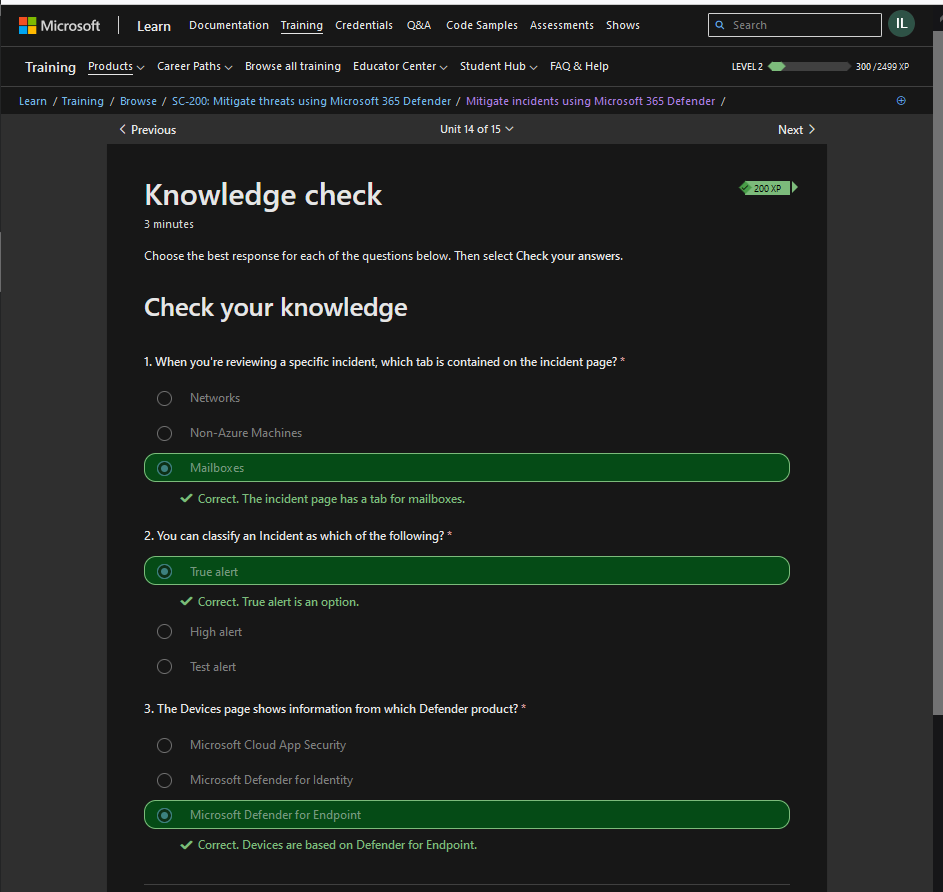 Microsoft Learn Documentation Training Credentials Q&A Code Samples Assessments Shows Search IL
Training Products Career Paths Browse all training Educator Center Student Hub FAQ & Help LEVEL 2 300 /2499 XP
Learn / Training / Browse / SC-200: Mitigate threats using Microsoft 365 Defender / Mitigate incidents using Microsoft 365 Defender /
Previous Unit 14 of 15 Next
Knowledge check
200 XP
3 minutes
Choose the best response for each of the questions below. Then select Check your answers.
Check your knowledge
1. When you're reviewing a specific incident, which tab is contained on the incident page? *
Networks
Non-Azure Machines
Mailboxes
Correct. The incident page has a tab for mailboxes.
2. You can classify an Incident as which of the following? *
True alert
Correct. True alert is an option.
High alert
Test alert
3. The Devices page shows information from which Defender product? *
Microsoft Cloud App Security
Microsoft Defender for Identity
Microsoft Defender for Endpoint
Correct. Devices are based on Defender for Endpoint.